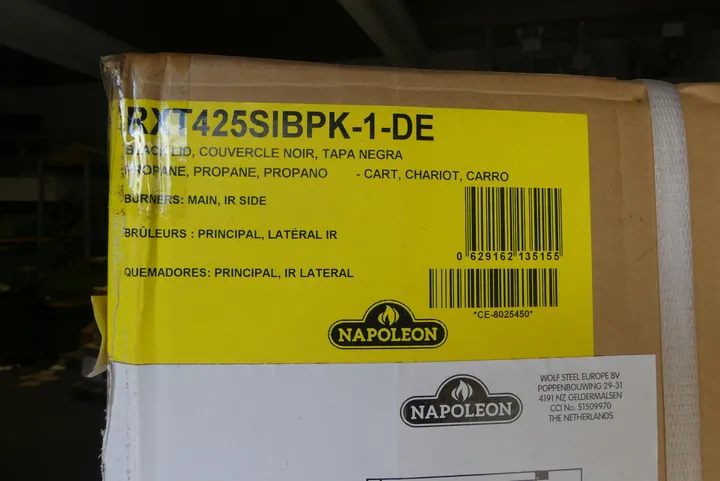 RXT425SIBPK-1-DE
BLACK LID, COUVERCLE NOIR, TAPA NEGRA
PROPANE, PROPANE, PROPANO - CART, CHARIOT, CARRO
BURNERS: MAIN, IR SIDE
BRÛLEURS : PRINCIPAL, LATÉRAL IR
0 629162 135155
QUEMADORES: PRINCIPAL, IR LATERAL
*CE-8025450*
NAPOLEON
NAPOLEON
WOLF STEEL EUROPE BV
POPPENBOUWING 29-31
4191 NZ GELDERMALSEN
CCI No. 51509970
THE NETHERLANDS